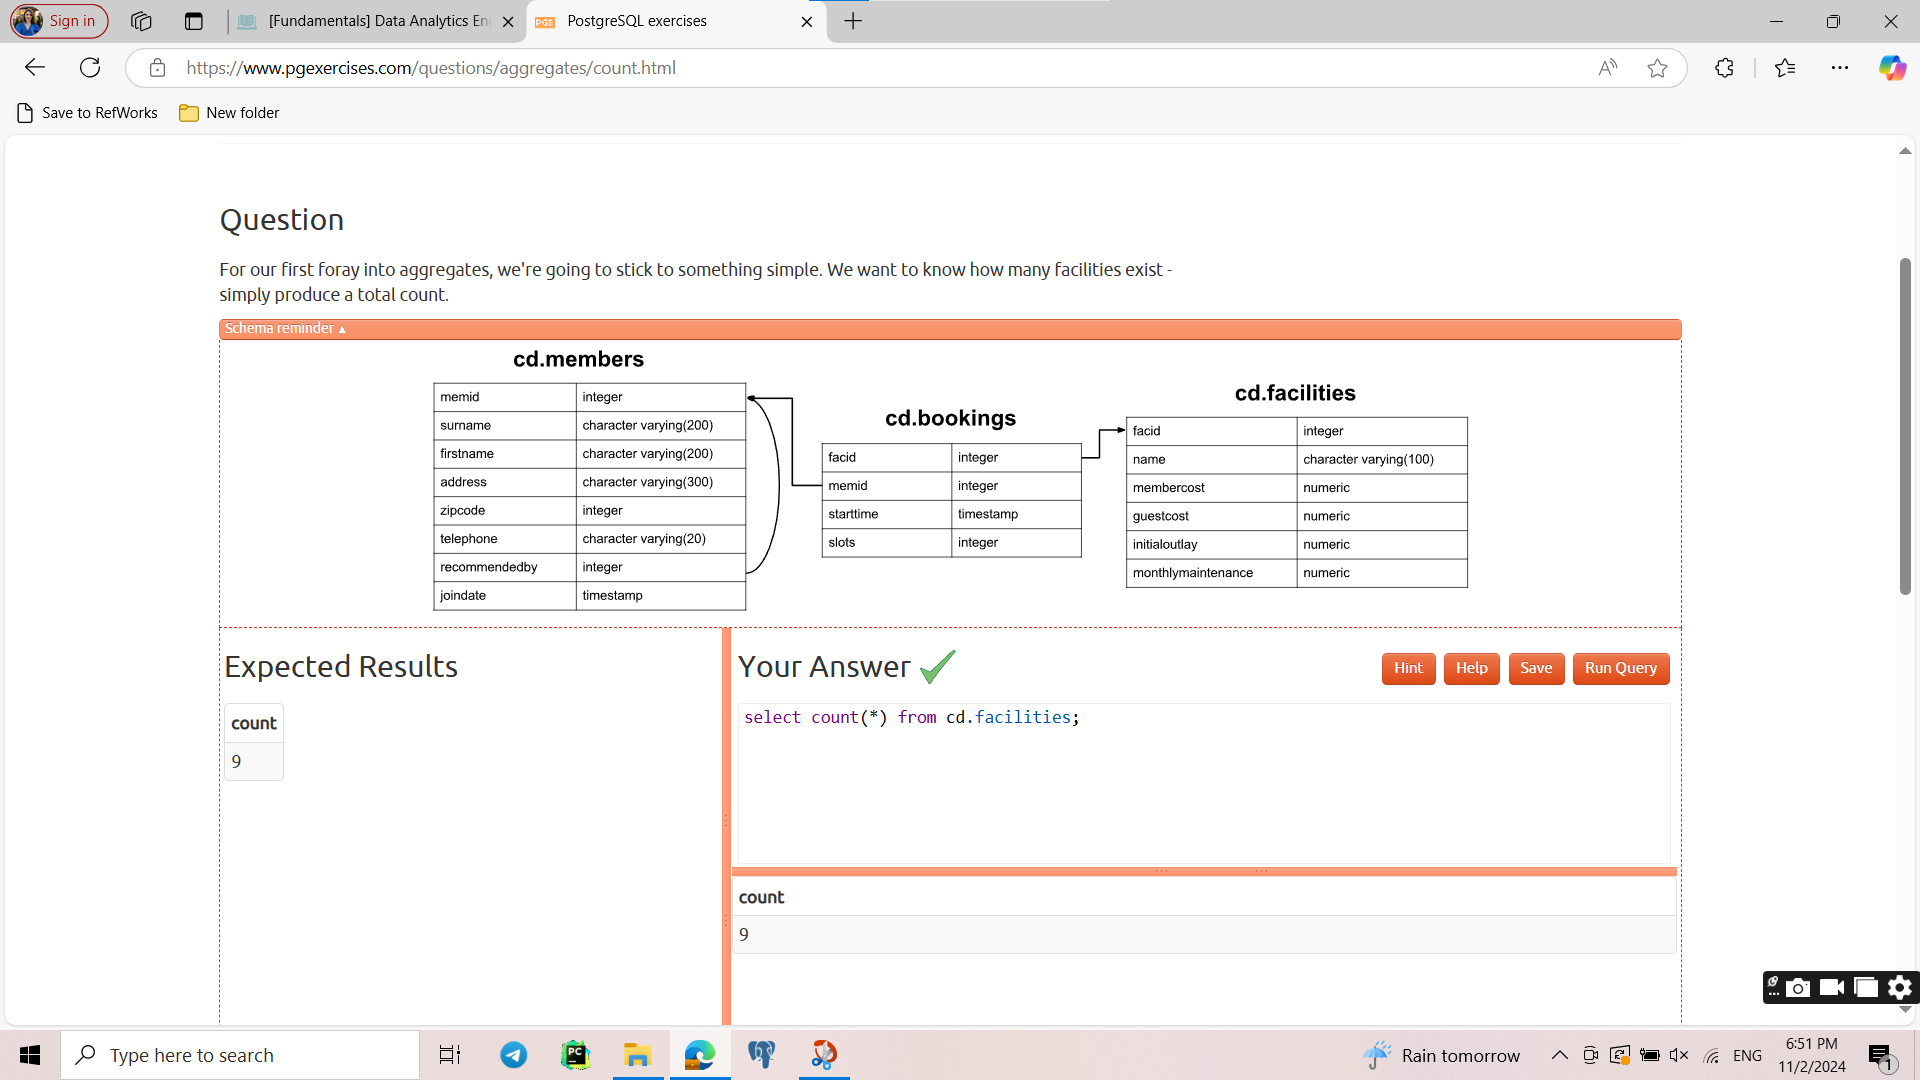 Sign in
[Fundamentals] Data Analytics En
PGE
PostgreSQL exercises
https://www.pgexercises.com/questions/aggregates/count.html
Save to RefWorks
New folder
Question
For our first foray into aggregates, we're going to stick to something simple. We want to know how many facilities exist -
simply produce a total count.
Schema reminder ▲
cd.members
memid integer
surname character varying(200)
firstname character varying(200)
address character varying(300)
zipcode integer
telephone character varying(20)
recommendedby integer
joindate timestamp
cd.bookings
facid integer
memid integer
starttime timestamp
slots integer
cd.facilities
facid integer
name character varying(100)
membercost numeric
guestcost numeric
initialoutlay numeric
monthlymaintenance numeric
Expected Results
count
9
Your Answer
Hint
Help
Save
Run Query
select count(*) from cd.facilities;
count
9
Type here to search
PC
Rain tomorrow
ENG
6:51 PM
11/2/2024
1